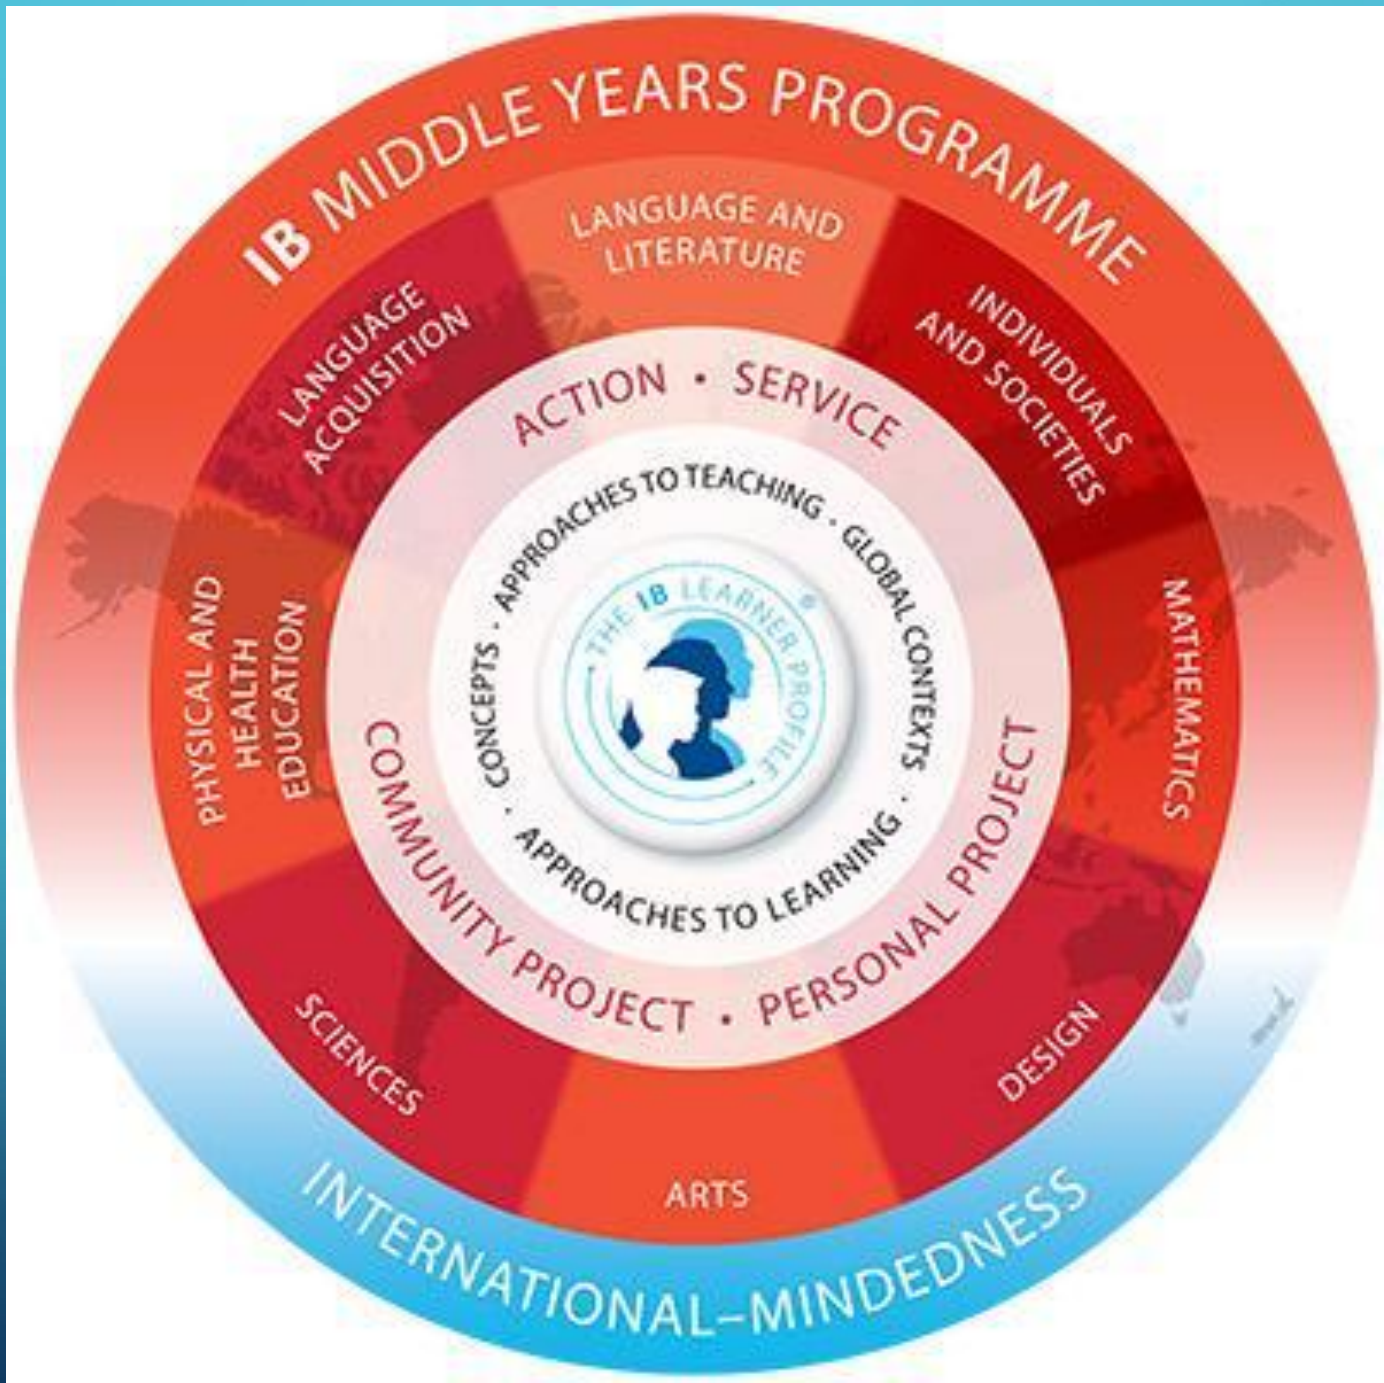 IB MIDDLE YEARS PROGRAMME
LANGUAGE AND
LITERATURE
INDIVIDUALS
AND SOCIETIES
MATHEMATICS
DESIGN
ARTS
SCIENCES
PHYSICAL AND
HEALTH
EDUCATION
LANGUAGE
ACQUISITION
ACTION • SERVICE
COMMUNITY PROJECT • PERSONAL PROJECT
APPROACHES TO TEACHING · GLOBAL CONTEXTS ·
APPROACHES TO LEARNING · CONCEPTS ·
• THE IB LEARNER PROFILE • ®
INTERNATIONAL–MINDEDNESS